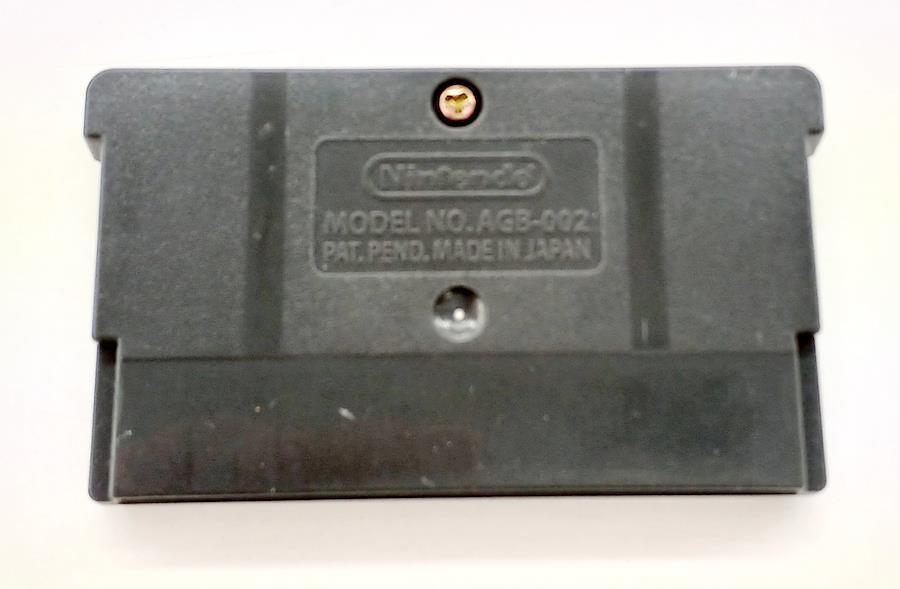 Nintendo
MODEL NO. AGB-002
PAT. PEND. MADE IN JAPAN